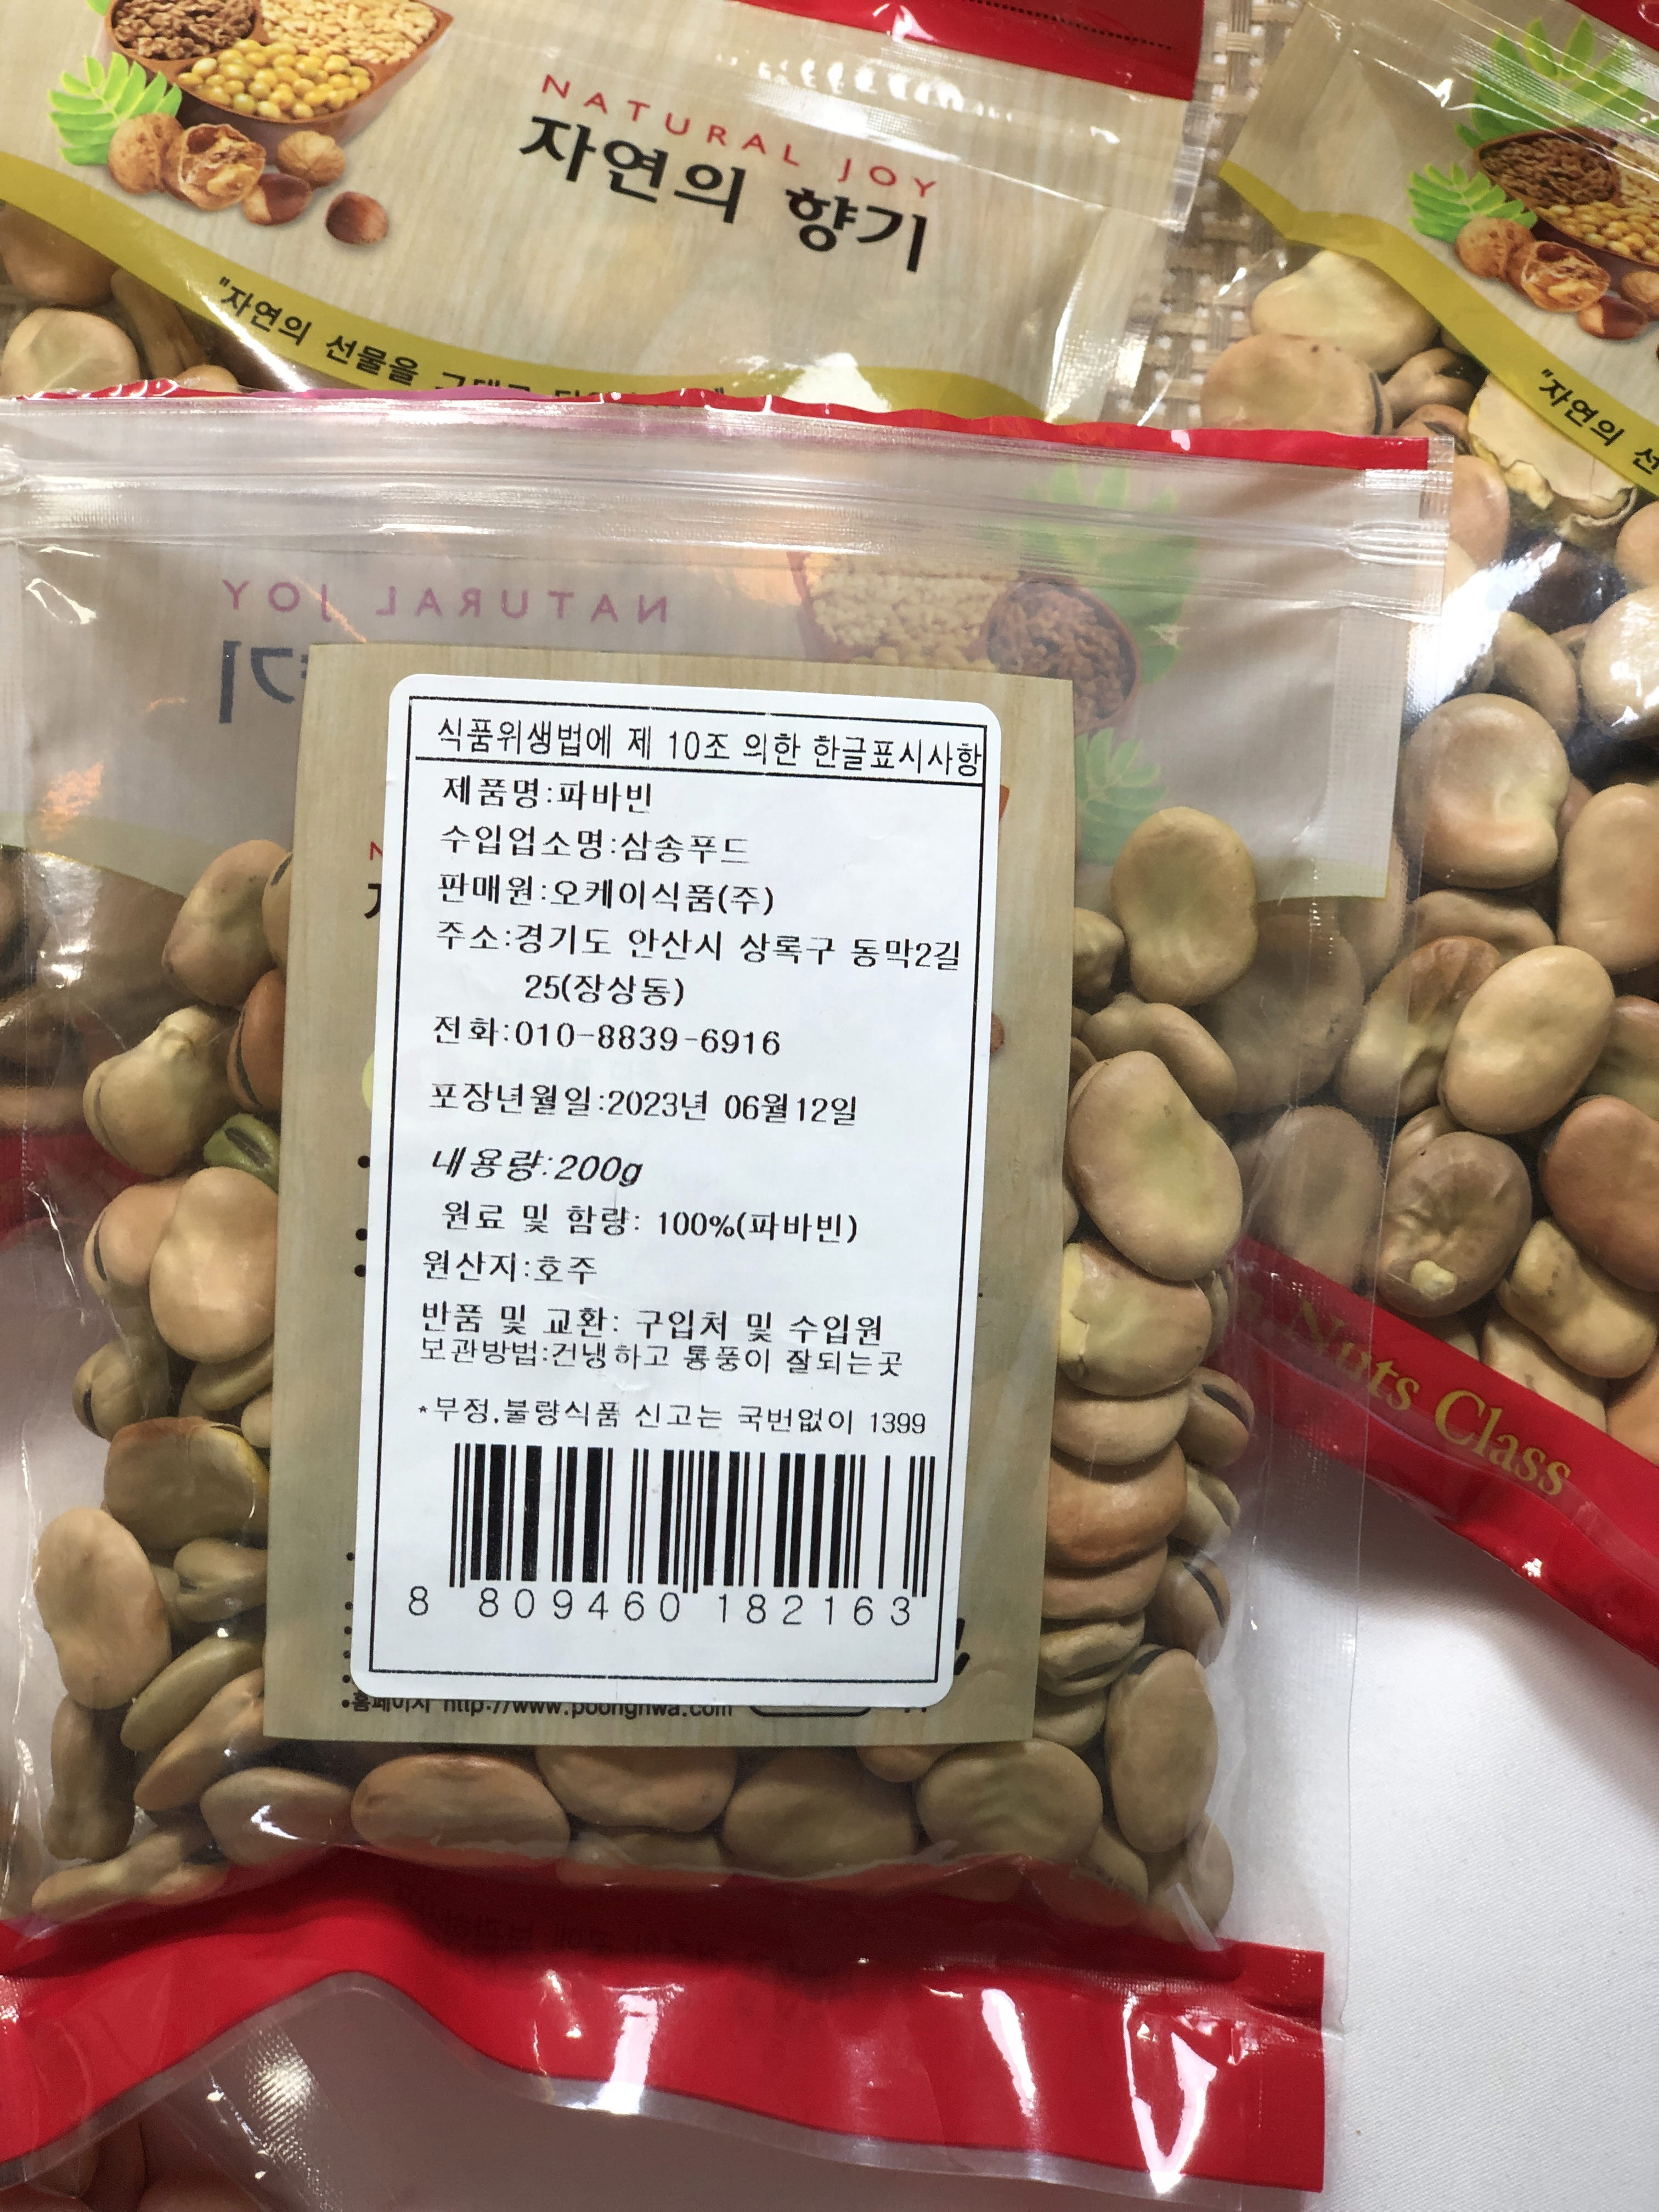 NATURAL JOY
자연의 향기
"자연의 선물을
"자연의 선
NATURAL JOY
식품위생법에 제 10조 의한 한글표시사항
제품명:파바빈
수입업소명:삼송푸드
판매원:오케이식품(주)
주소:경기도 안산시 상록구 동막2길
25(장상동)
전화:010-8839-6916
포장년월일:2023년 06월12일
내용량:200g
원료 및 함량: 100%(파바빈)
원산지:호주
반품 및 교환: 구입처 및 수입원
보관방법:건냉하고 통풍이 잘되는곳
*부정.불량식품 신고는 국번없이 1399
8 809460 182163
•홈페이지 http://www.poonghwa.com
Nuts Class